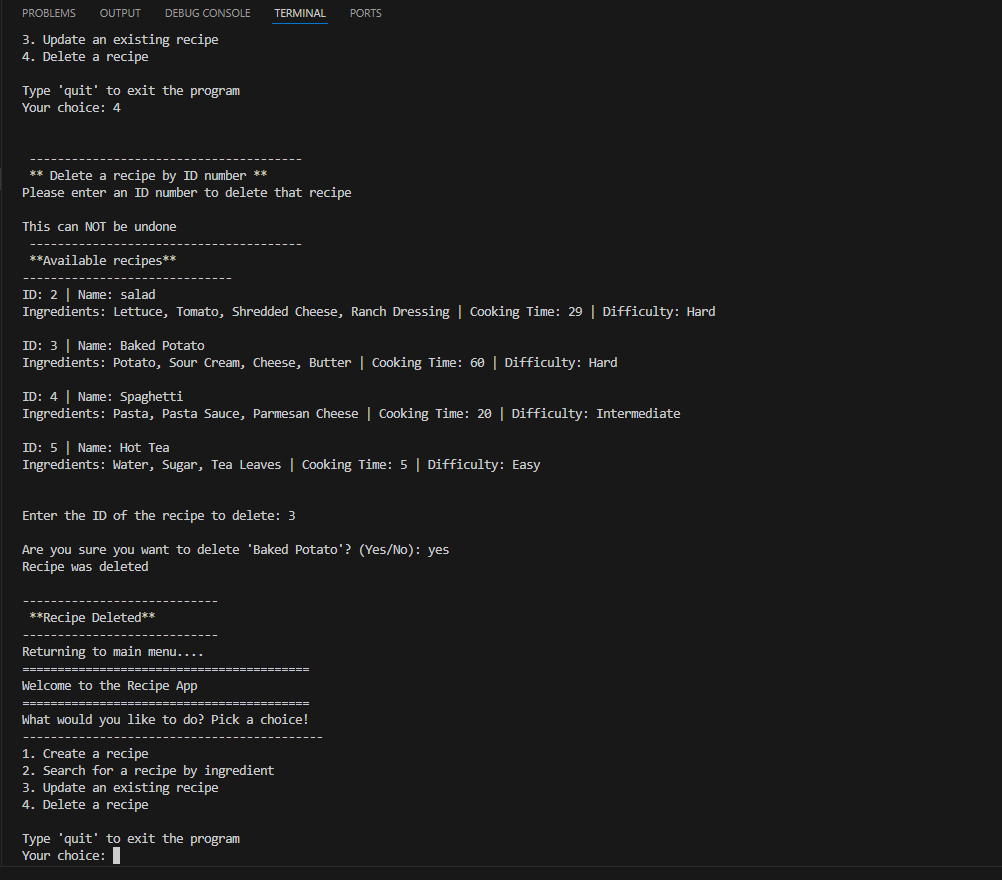 PROBLEMS OUTPUT DEBUG CONSOLE TERMINAL PORTS
3. Update an existing recipe
4. Delete a recipe
Type 'quit' to exit the program
Your choice: 4
---------------------------------------
** Delete a recipe by ID number **
Please enter an ID number to delete that recipe
This can NOT be undone
---------------------------------------
**Available recipes**
------------------------------
ID: 2 | Name: salad
Ingredients: Lettuce, Tomato, Shredded Cheese, Ranch Dressing | Cooking Time: 29 | Difficulty: Hard
ID: 3 | Name: Baked Potato
Ingredients: Potato, Sour Cream, Cheese, Butter | Cooking Time: 60 | Difficulty: Hard
ID: 4 | Name: Spaghetti
Ingredients: Pasta, Pasta Sauce, Parmesan Cheese | Cooking Time: 20 | Difficulty: Intermediate
ID: 5 | Name: Hot Tea
Ingredients: Water, Sugar, Tea Leaves | Cooking Time: 5 | Difficulty: Easy
Enter the ID of the recipe to delete: 3
Are you sure you want to delete 'Baked Potato'? (Yes/No): yes
Recipe was deleted
----------------------------
**Recipe Deleted**
----------------------------
Returning to main menu....
=========================================
Welcome to the Recipe App
=========================================
What would you like to do? Pick a choice!
-------------------------------------------
1. Create a recipe
2. Search for a recipe by ingredient
3. Update an existing recipe
4. Delete a recipe
Type 'quit' to exit the program
Your choice: